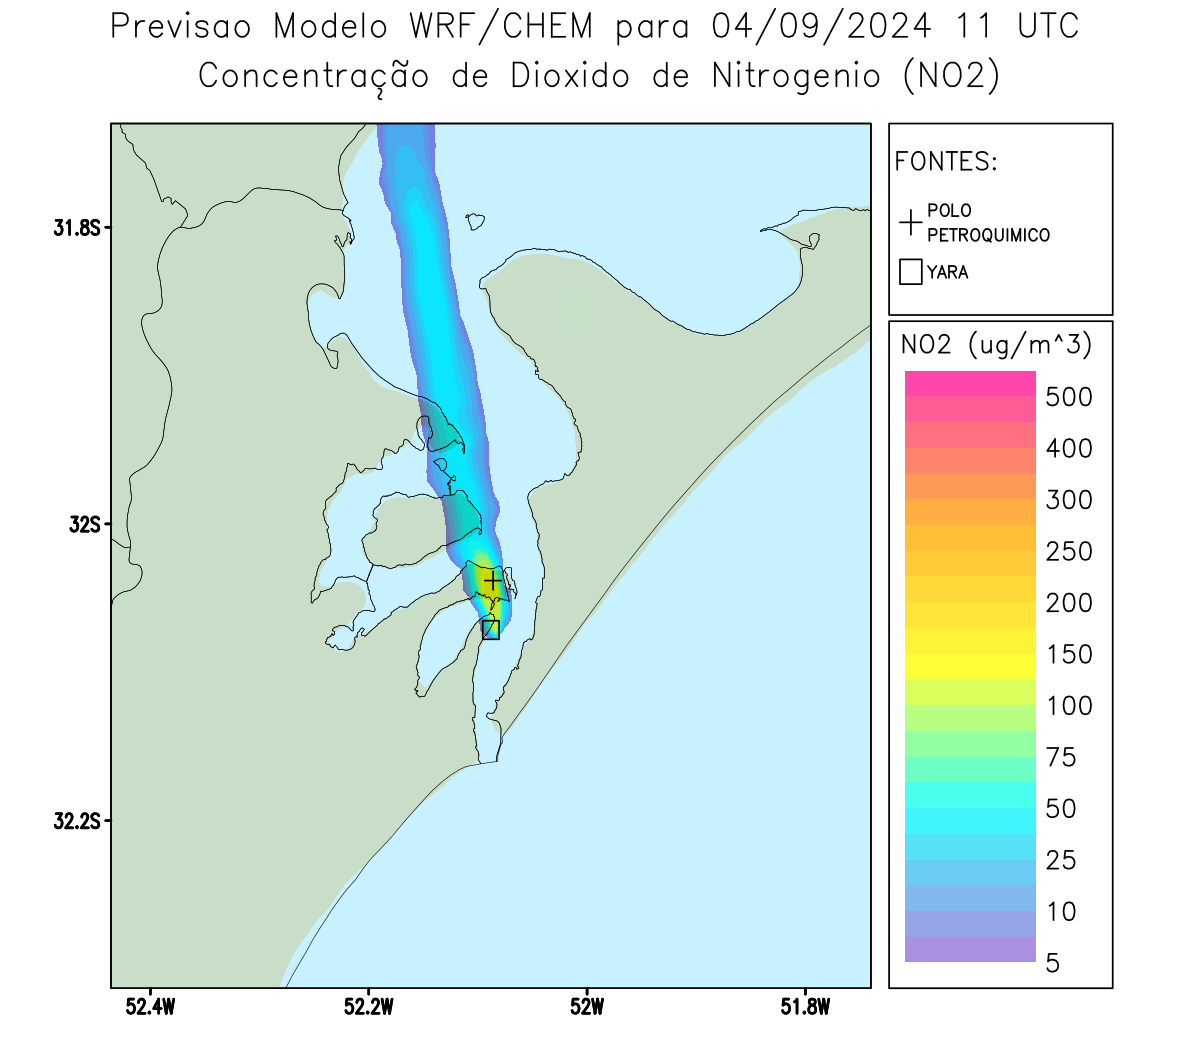 Previsao Modelo WRF/CHEM para 04/09/2024 11 UTC
Concentração de Dioxido de Nitrogenio (NO2)
FONTES:
POLO
PETROQUIMICO
YARA
31.8S
32S
32.2S
52.4W
52.2W
52W
51.8W
NO2 (ug/m^3)
500
400
300
250
200
150
100
75
50
25
10
5